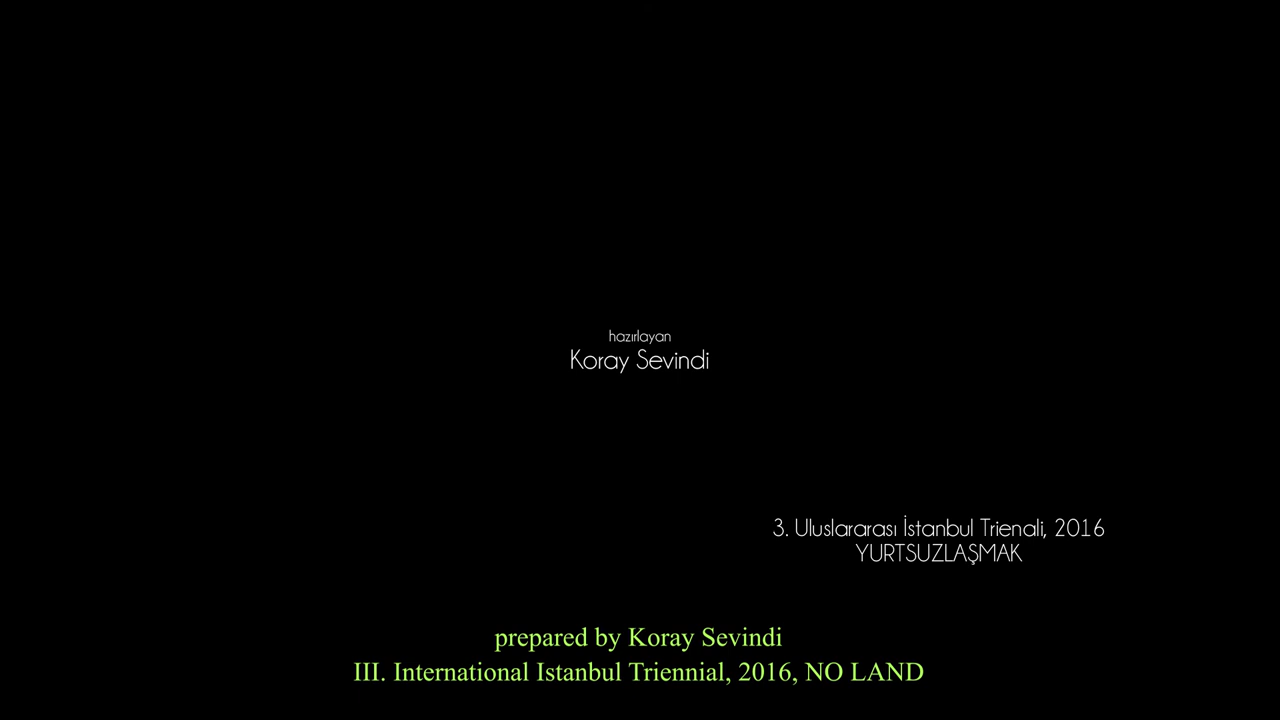 hazırlayan
Koray Sevindi
3. Uluslararası İstanbul Trienali, 2016
YURTSUZLAŞMAK
prepared by Koray Sevindi
III. International Istanbul Triennial, 2016, NO LAND